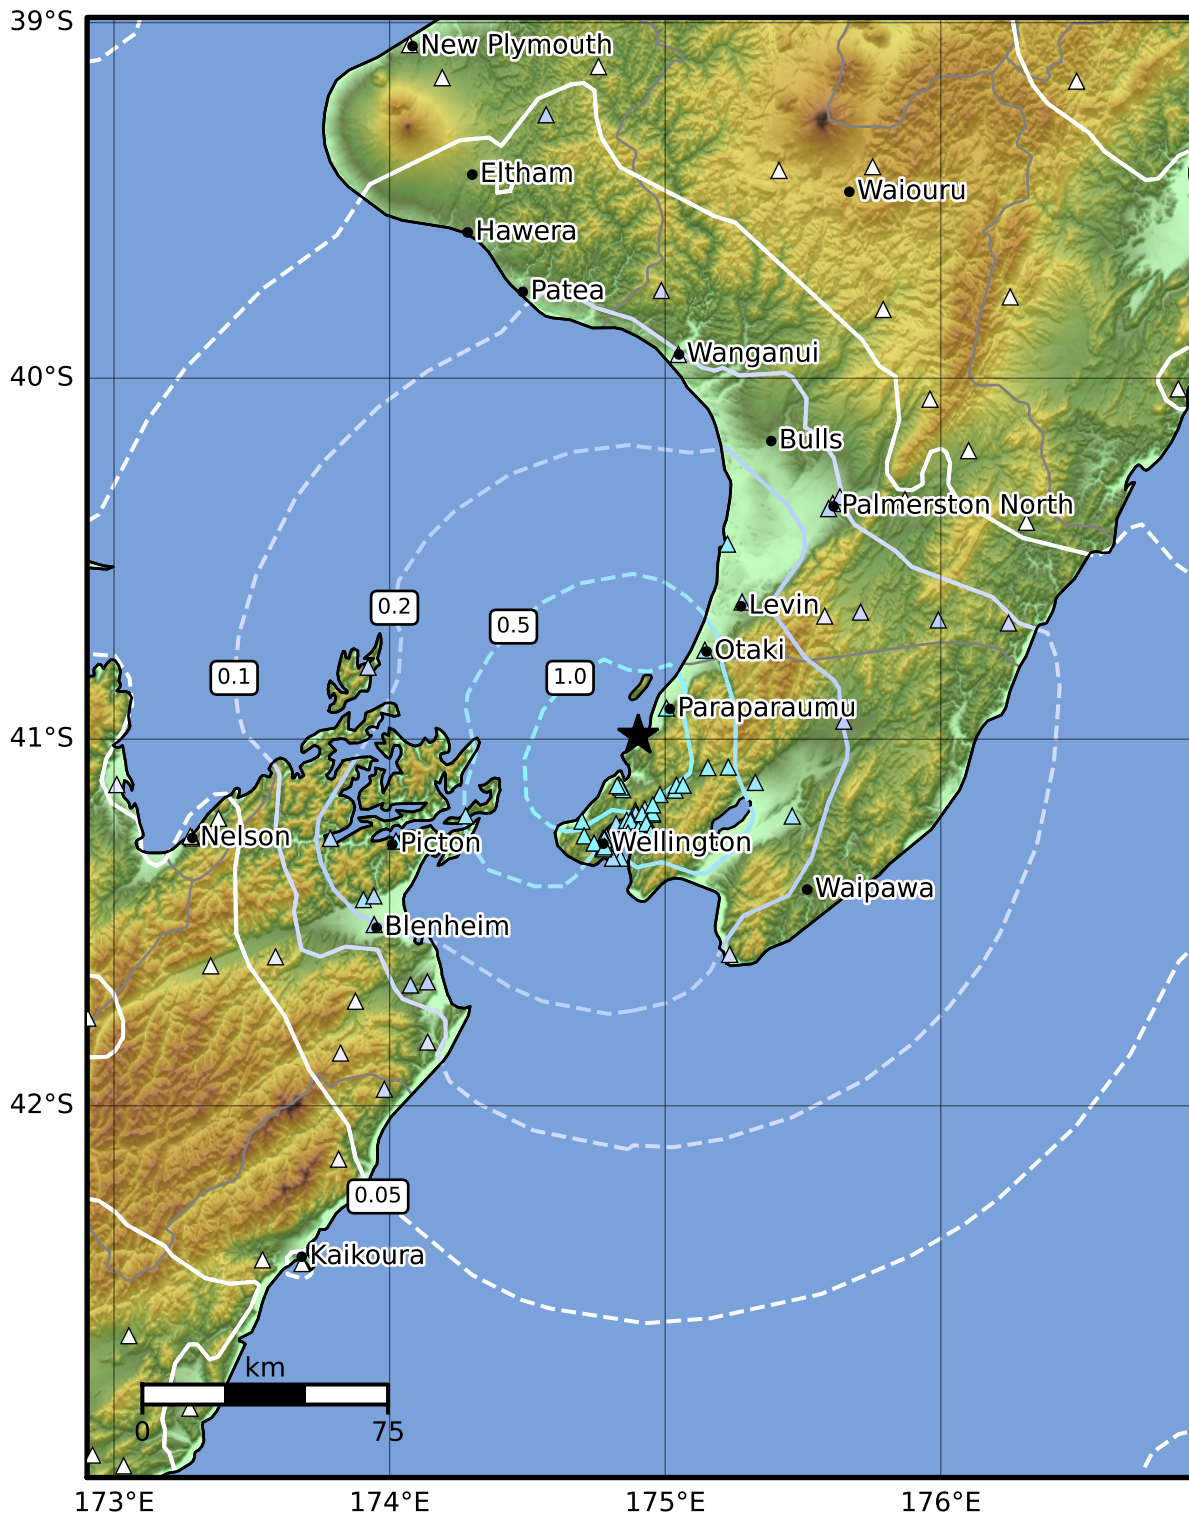 39°S
New Plymouth
Eltham
Waiouru
Hawera
Patea
Wanganui
40°S
Bulls
Palmerston North
Levin
0.2
0.5
Otaki
0.1
1.0
Paraparaumu
41°S
Nelson
Picton
Wellington
Waipawa
Blenheim
42°S
0.05
Kaikoura
km
0
75
173°E
174°E
175°E
176°E